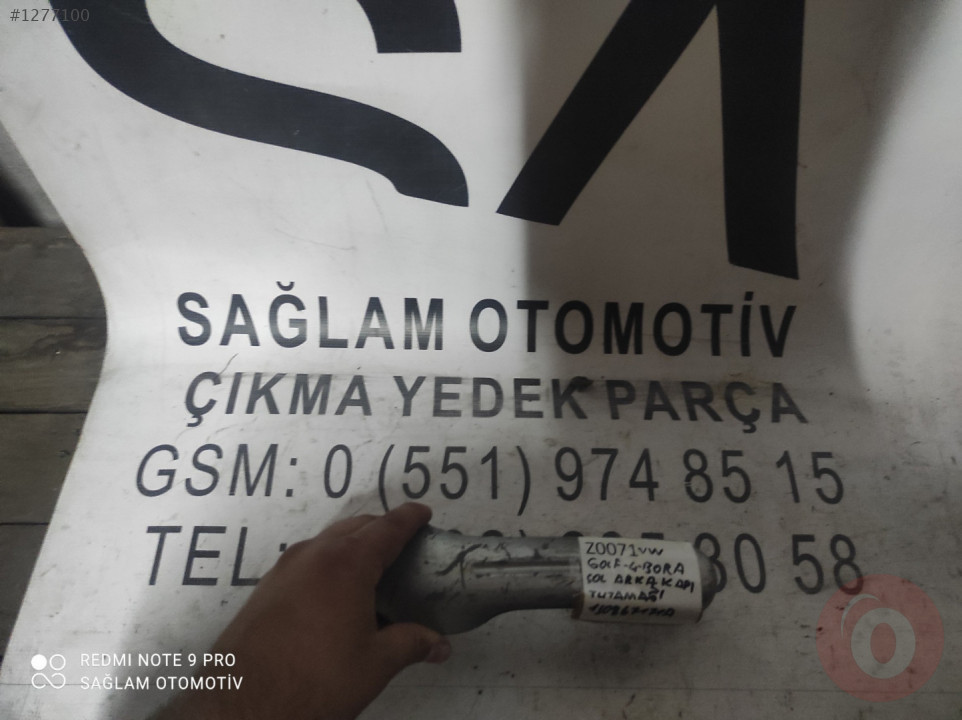 #1277100
SAĞLAM OTOMOTİV
ÇIKMA YEDEK PARÇA
GSM: 0 (551) 974 85 15
TEL: 80 58
Z0071VW
GOLF-4-BORA
SOL ARKA KAPI
TUTAMAĞI
REDMI NOTE 9 PRO
SAĞLAM OTOMOTİV